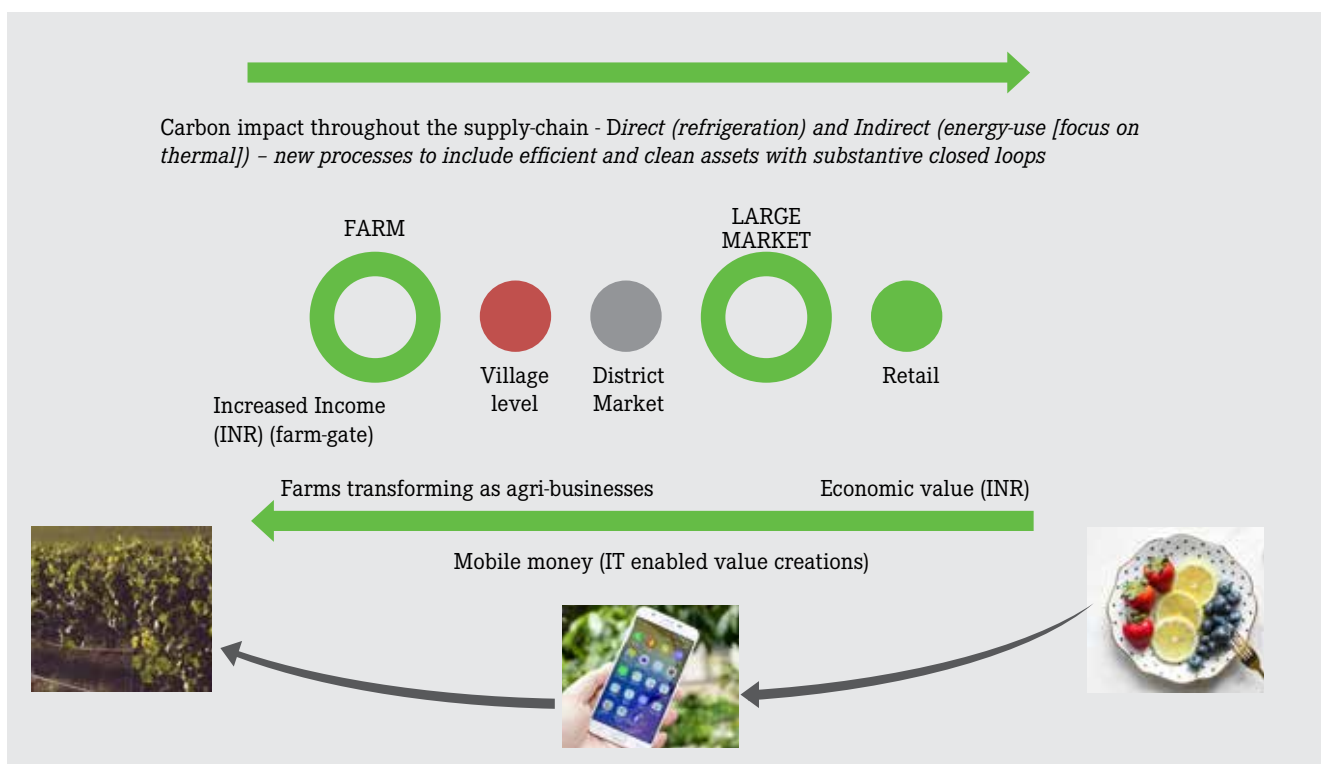 Carbon impact throughout the supply-chain - Direct (refrigeration) and Indirect (energy-use [focus on
thermal]) – new processes to include efficient and clean assets with substantive closed loops
FARM
LARGE
MARKET
Village
level
District
Market
Retail
Increased Income
(INR) (farm-gate)
Farms transforming as agri-businesses
Economic value (INR)
Mobile money (IT enabled value creations)